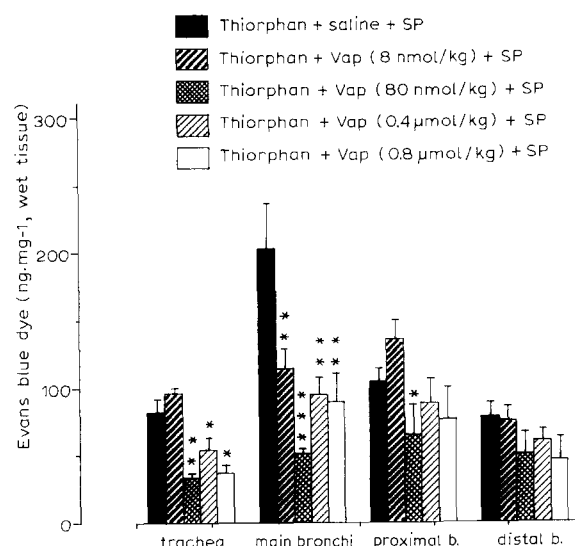 Thiorphan + saline + SP
Thiorphan + Vap (8 nmol/kg) + SP
Thiorphan + Vap (80 nmol/kg) + SP
Thiorphan + Vap (0.4 µmol/kg) + SP
Thiorphan + Vap (0.8 µmol/kg) + SP
Evans blue dye (ng.mg-1, wet tissue)
300
200
100
0
* *
* * *
* *
* *
* *
*
*
*
trachea main bronchi proximal b. distal b.